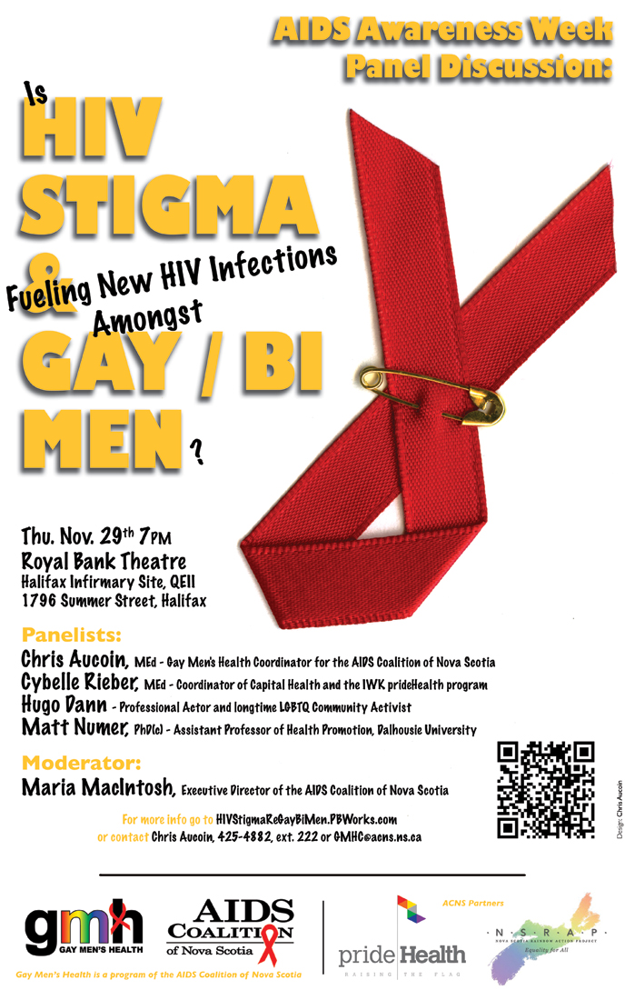 AIDS Awareness Week
Panel Discussion:
Is
HIV
STIGMA
&
Fueling New HIV Infections
Amongst
GAY / BI
MEN ?
Thu. Nov. 29th 7PM
Royal Bank Theatre
Halifax Infirmary Site, QEII
1796 Summer Street, Halifax
Panelists:
Chris Aucoin, MEd - Gay Men's Health Coordinator for the AIDS Coalition of Nova Scotia
Cybelle Rieber, MEd - Coordinator of Capital Health and the IWK prideHealth program
Hugo Dann - Professional Actor and longtime LGBTQ Community Activist
Matt Numer, PhD(c) - Assistant Professor of Health Promotion, Dalhousie University
Moderator:
Maria MacIntosh, Executive Director of the AIDS Coalition of Nova Scotia
For more info go to HIVStigmaReGayBiMen.PBWorks.com
or contact Chris Aucoin, 425-4882, ext. 222 or GMHC@acns.ns.ca
Design: Chris Aucoin
gmh
GAY MEN'S HEALTH
AIDS
COALITION
of Nova Scotia
Gay Men's Health is a program of the AIDS Coalition of Nova Scotia
ACNS Partners
pride Health
RAISING THE FLAG
·N·S·R·A·P·
NOVA SCOTIA RAINBOW ACTION PROJECT
Equality for All